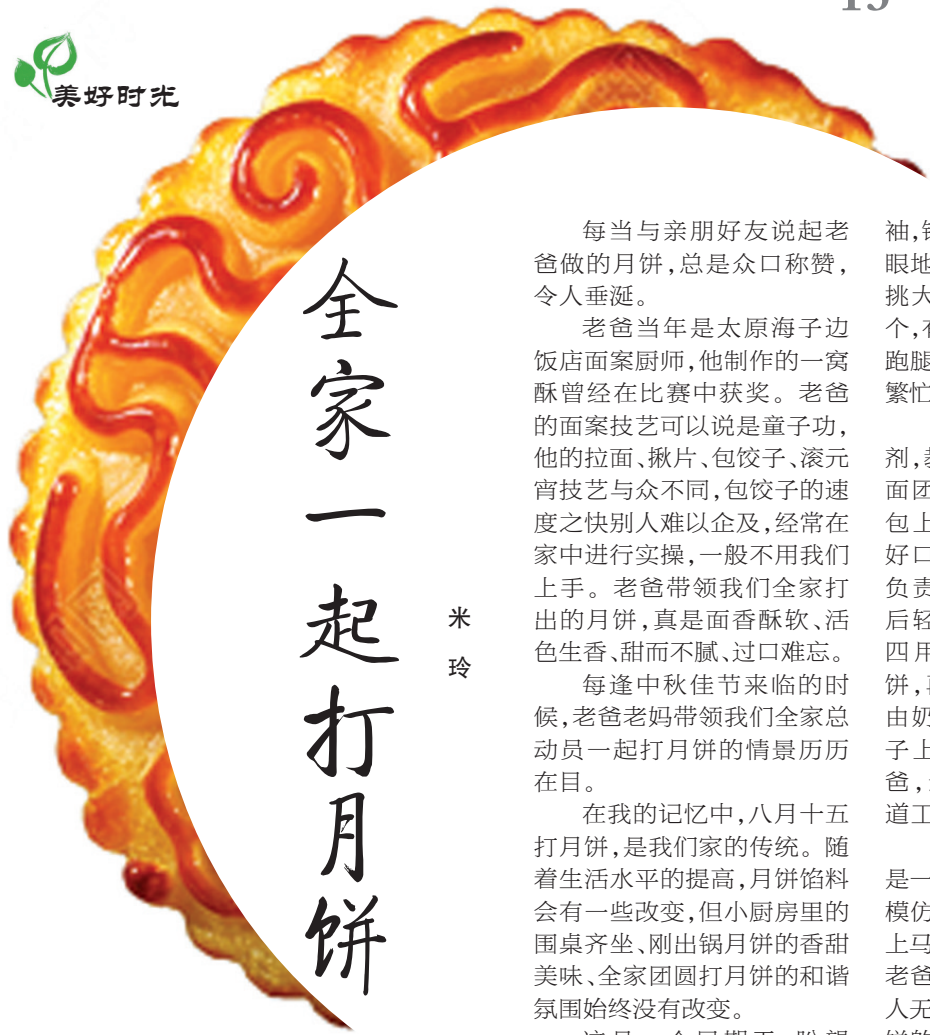 美好时光
全家一起打月饼
米玲
每当与亲朋好友说起老
爸做的月饼,总是众口称赞,
令人垂涎。
老爸当年是太原海子边
饭店面案厨师,他制作的一窝
酥曾经在比赛中获奖。老爸
的面案技艺可以说是童子功,
他的拉面、揪片、包饺子、滚元
宵技艺与众不同,包饺子的速
度之快别人难以企及,经常在
家中进行实操,一般不用我们
上手。老爸带领我们全家打
出的月饼,真是面香酥软、活
色生香、甜而不腻、过口难忘。
每逢中秋佳节来临的时
候,老爸老妈带领我们全家总
动员一起打月饼的情景历历
在目。
在我的记忆中,八月十五
打月饼,是我们家的传统。随
着生活水平的提高,月饼馅料
会有一些改变,但小厨房里的
围桌齐坐、刚出锅月饼的香甜
美味、全家团圆打月饼的和谐
氛围始终没有改变。
袖,
眼地
挑大
个,
跑腿
繁忙
剂,
面团
包上
好口
负责
后轻
四用
饼,
由奶
子上
爸,
道工
是一
模仿
上马
老爸
人无